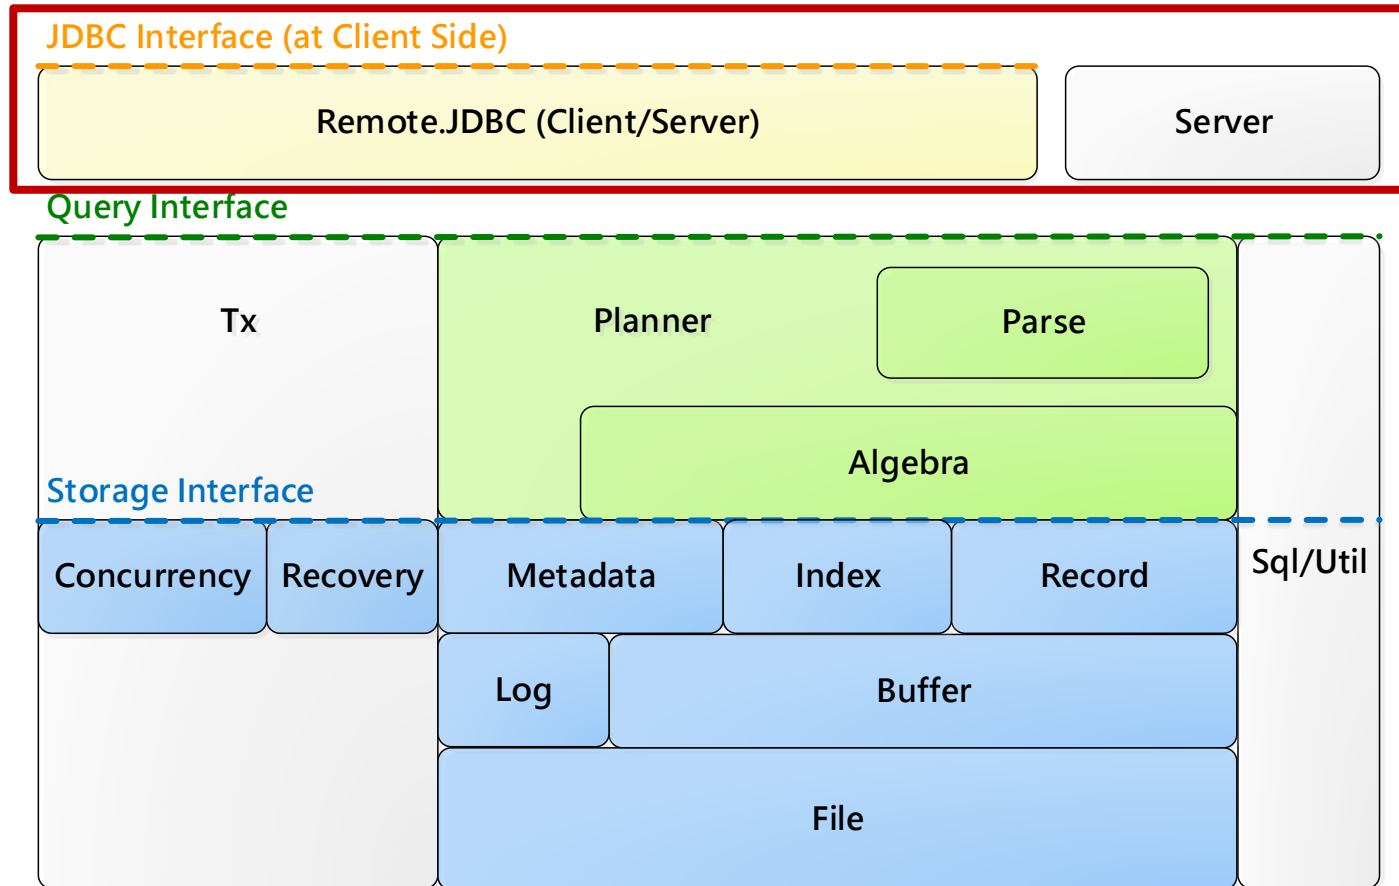 JDBC Interface (at Client Side)
Remote.JDBC (Client/Server)
Server
Query Interface
Tx
Planner
Parse
Algebra
Storage Interface
Concurrency
Recovery
Metadata
Index
Record
Sql/Util
Log
Buffer
File